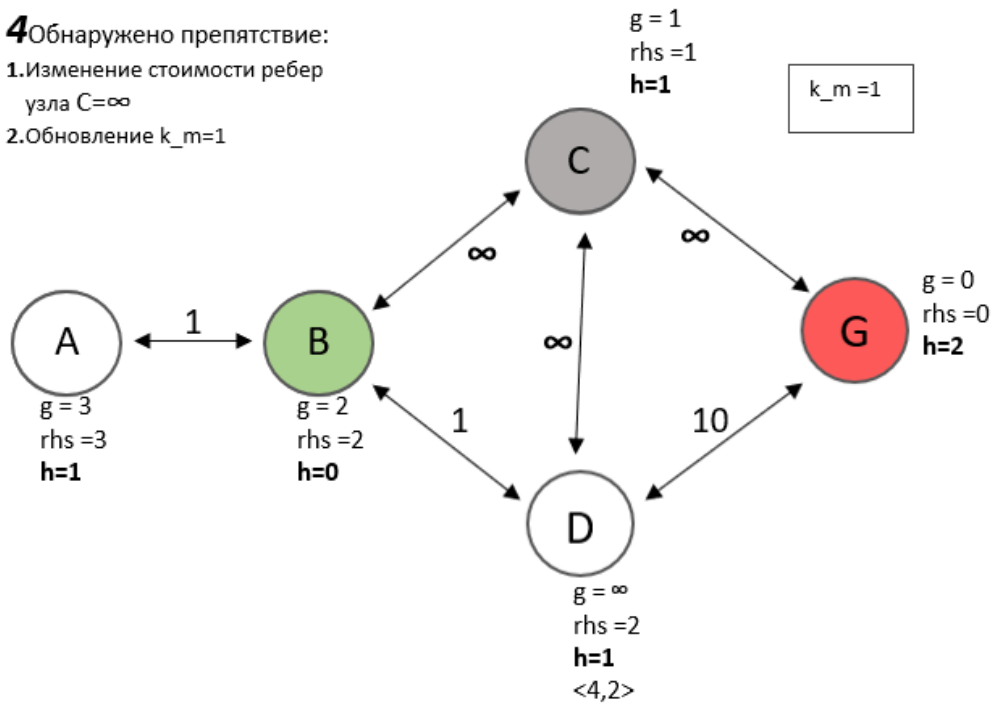 4Обнаружено препятствие:
1.Изменение стоимости ребер
узла C=∞
2.Обновление k_m=1
g = 1
rhs =1
h=1
k_m =1
C
∞
∞
∞
A
1
B
G
g = 0
rhs =0
h=2
g = 3
rhs =3
h=1
g = 2
rhs =2
h=0
1
10
D
g = ∞
rhs =2
h=1
<4,2>